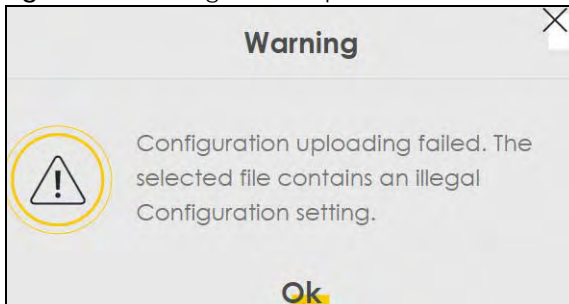 Warning
Configuration uploading failed. The
selected file contains an illegal
Configuration setting.
Ok